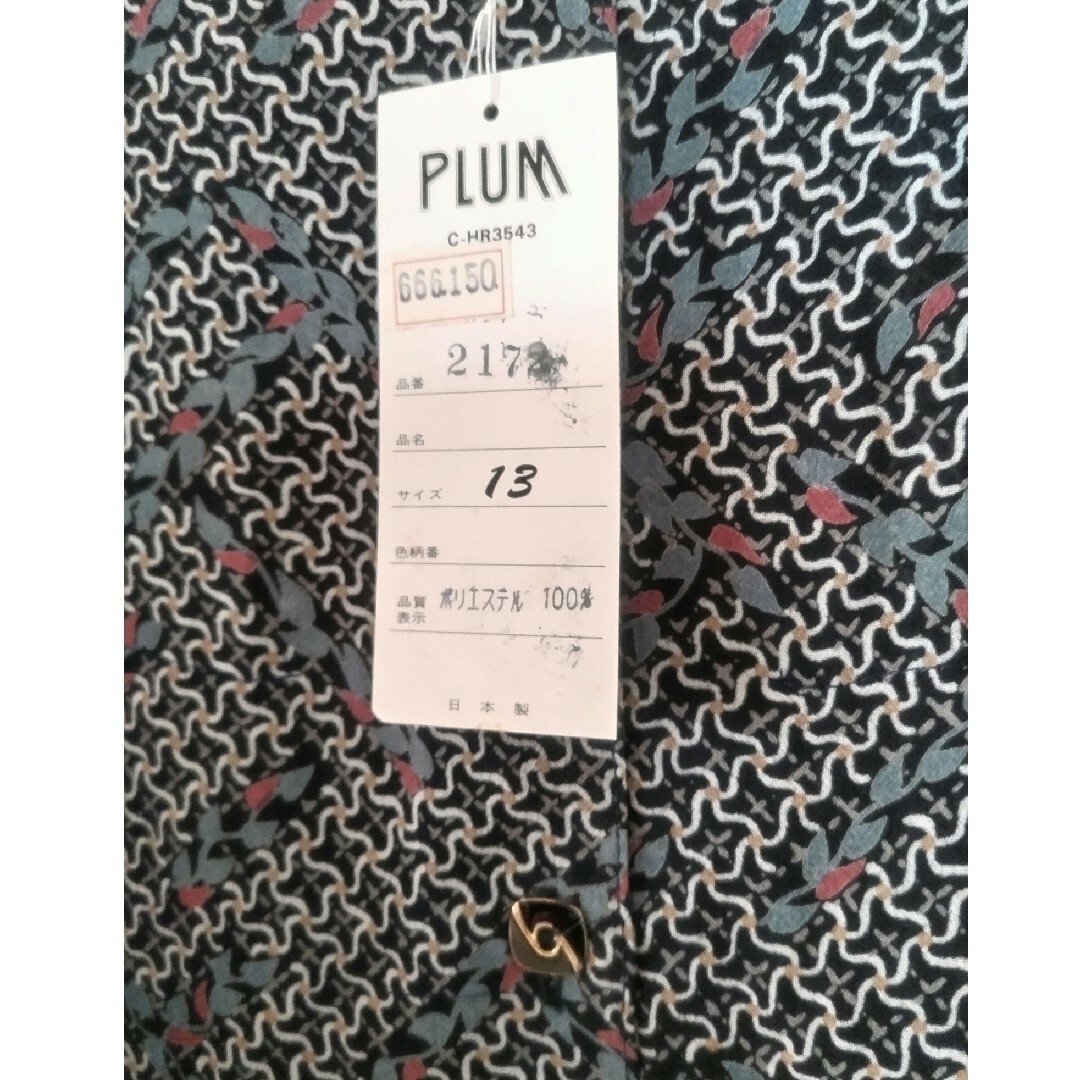 PLUM
C-HR3543
666150
品番 217
品名
サイズ 13
色柄番
品質 ポリエステル 100%
表示
日本製